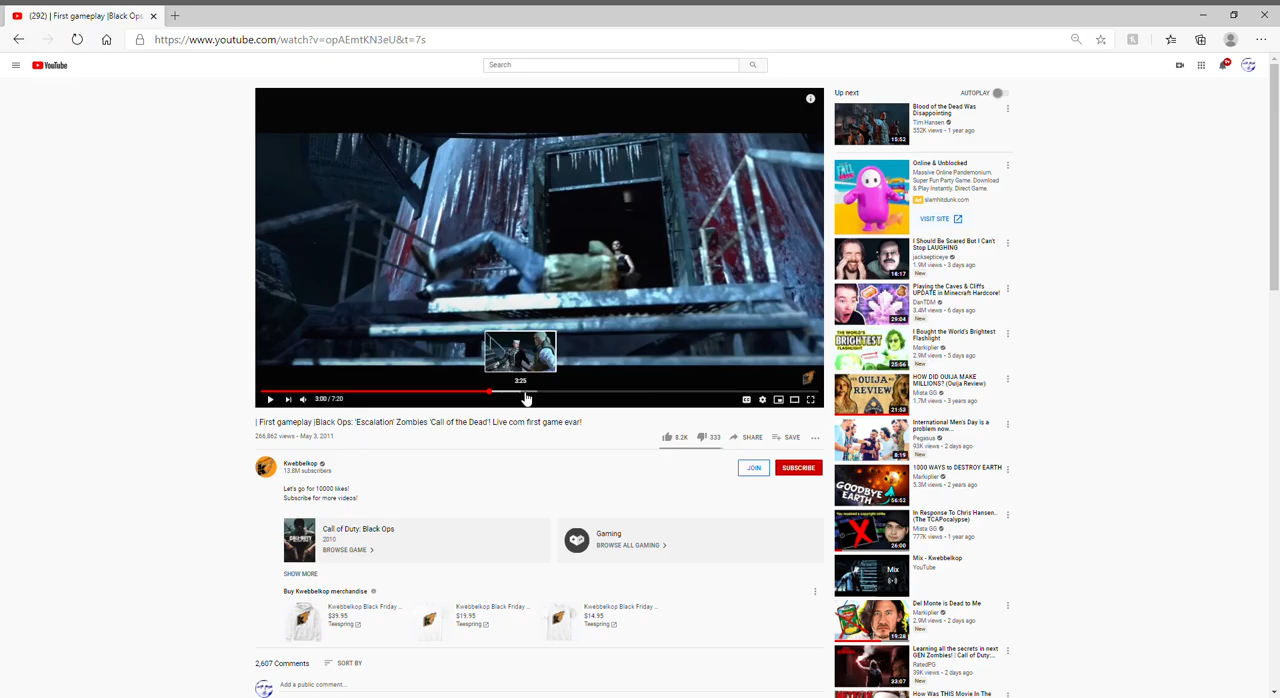 (292) | First gameplay |Black Ops
https://www.youtube.com/watch?v=opAEmtKN3eU&t=7s
YouTube
Search
9+
3:25
3:00 / 7:20
| First gameplay |Black Ops: 'Escalation' Zombies 'Call of the Dead'! Live com first game evar!
266,862 views • May 3, 2011
8.2K
333
SHARE
SAVE
Kwebbelkop
13.8M subscribers
JOIN
SUBSCRIBE
Let's go for 10000 likes!
Subscribe for more videos!
Call of Duty: Black Ops
2010
BROWSE GAME
Gaming
BROWSE ALL GAMING
SHOW MORE
Buy Kwebbelkop merchandise
Kwebbelkop Black Friday ...
$39.95
Teespring
Kwebbelkop Black Friday ...
$19.95
Teespring
Kwebbelkop Black Friday ...
$14.95
Teespring
2,607 Comments
SORT BY
Add a public comment...
Up next
AUTOPLAY
15:52
Blood of the Dead Was
Disappointing
Tim Hansen
552K views • 1 year ago
Online & Unblocked
Massive Online Pandemonium.
Super Fun Party Game. Download
& Play Instantly. Direct Game.
Ad slamhitdunk.com
VISIT SITE
18:17
I Should Be Scared But I Can't
Stop LAUGHING
jacksepticeye
1.9M views • 3 days ago
New
29:04
Playing the Caves & Cliffs
UPDATE in Minecraft Hardcore!
DanTDM
3.4M views • 6 days ago
New
THE WORLD'S
BRIGHTEST
FLASHLIGHT
25:56
I Bought the World's Brightest
Flashlight
Markiplier
2.9M views • 5 days ago
New
OUIJA
REVIEW
21:53
HOW DID OUIJA MAKE
MILLIONS? (Ouija Review)
Mista GG
1.7M views • 3 years ago
8:19
International Men's Day is a
problem now...
Pegasus
93K views • 2 days ago
New
GOODBYE
EARTH
56:52
1000 WAYS to DESTROY EARTH
Markiplier
5.3M views • 2 years ago
26:00
In Response To Chris Hansen..
(The TCAPocalypse)
Mista GG
777K views • 1 year ago
Mix
Mix - Kwebbelkop
YouTube
19:28
Del Monte is Dead to Me
Markiplier
2.9M views • 2 days ago
New
33:07
Learning all the secrets in next
GEN Zombies! | Call of Duty:...
RatedPG
39K views • 2 days ago
New
How Was THIS Movie In The